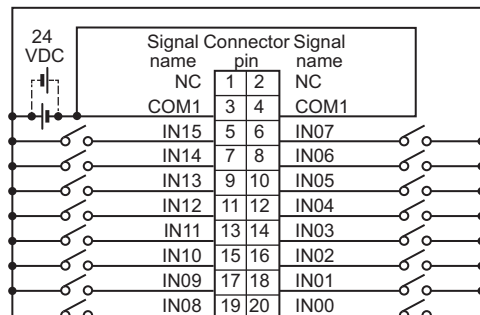 24
VDC
Signal Connector Signal
name pin name
NC 1 2 NC
COM1 3 4 COM1
IN15 5 6 IN07
IN14 7 8 IN06
IN13 9 10 IN05
IN12 11 12 IN04
IN11 13 14 IN03
IN10 15 16 IN02
IN09 17 18 IN01
IN08 19 20 IN00